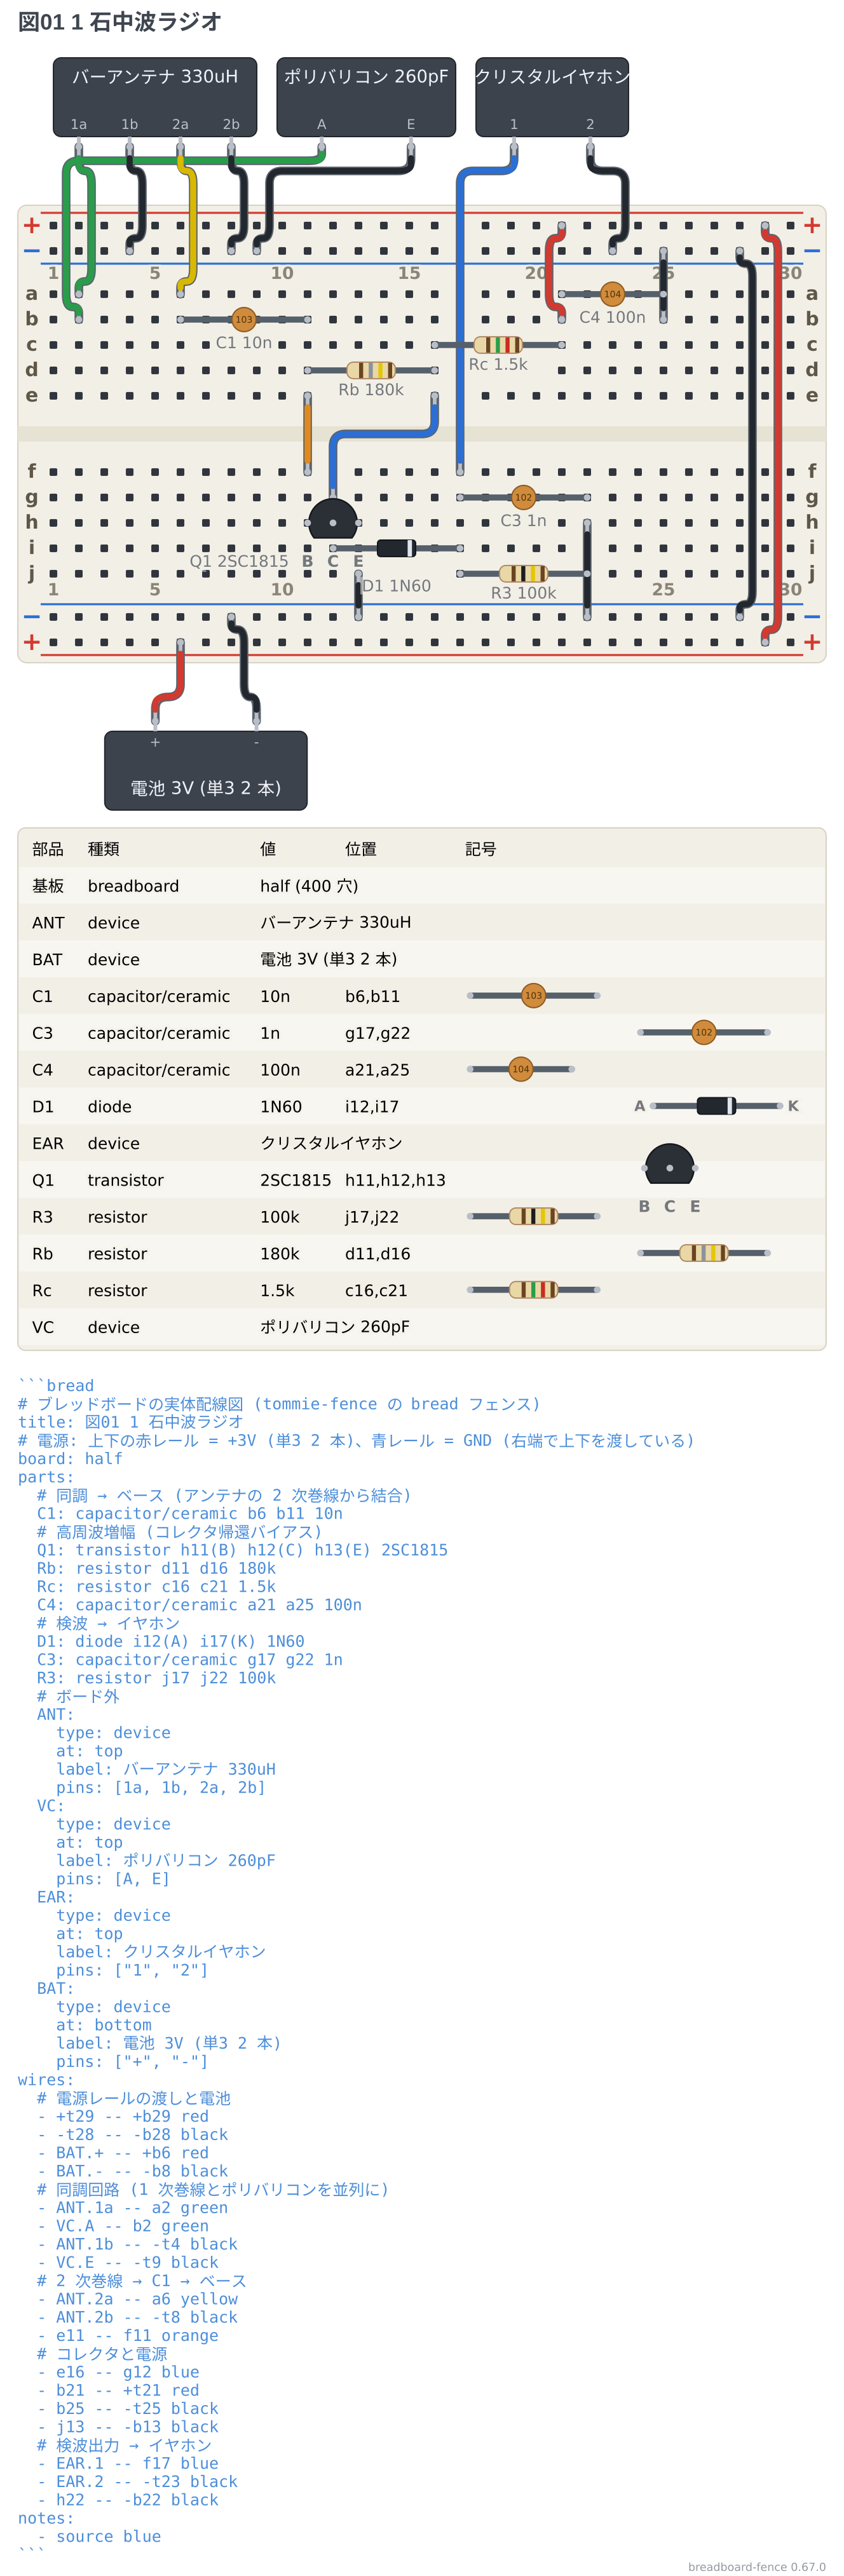 図01 1 石中波ラジオ
バーアンテナ 330uH ポリバリコン 260pF クリスタルイヤホン
1a 1b 2a 2b A E 1 2
+ +
− −
1 5 10 15 20 25 30
a 104 a
b 103 C4 100n b
c C1 10n c
Rc 1.5k
d d
Rb 180k
e e
f f
g 102 g
h C3 1n h
i Q1 2SC1815 B C E i
j D1 1N60 R3 100k j
1 5 10 25 30
− −
+ +
+ -
電池 3V (単3 2 本)
部品 種類 値 位置 記号
基板 breadboard half (400 穴)
ANT device バーアンテナ 330uH
BAT device 電池 3V (単3 2 本)
C1 capacitor/ceramic 10n b6,b11 103
C3 capacitor/ceramic 1n g17,g22 102
C4 capacitor/ceramic 100n a21,a25 104
D1 diode 1N60 i12,i17 A K
EAR device クリスタルイヤホン
Q1 transistor 2SC1815 h11,h12,h13
B C E
R3 resistor 100k j17,j22
Rb resistor 180k d11,d16
Rc resistor 1.5k c16,c21
VC device ポリバリコン 260pF
```bread
# ブレッドボードの実体配線図 (tommie-fence の bread フェンス)
title: 図01 1 石中波ラジオ
# 電源: 上下の赤レール = +3V (単3 2 本)、青レール = GND (右端で上下を渡している)
board: half
parts:
  # 同調 → ベース (アンテナの 2 次巻線から結合)
  C1: capacitor/ceramic b6 b11 10n
  # 高周波増幅 (コレクタ帰還バイアス)
  Q1: transistor h11(B) h12(C) h13(E) 2SC1815
  Rb: resistor d11 d16 180k
  Rc: resistor c16 c21 1.5k
  C4: capacitor/ceramic a21 a25 100n
  # 検波 → イヤホン
  D1: diode i12(A) i17(K) 1N60
  C3: capacitor/ceramic g17 g22 1n
  R3: resistor j17 j22 100k
  # ボード外
  ANT:
    type: device
    at: top
    label: バーアンテナ 330uH
    pins: [1a, 1b, 2a, 2b]
  VC:
    type: device
    at: top
    label: ポリバリコン 260pF
    pins: [A, E]
  EAR:
    type: device
    at: top
    label: クリスタルイヤホン
    pins: ["1", "2"]
  BAT:
    type: device
    at: bottom
    label: 電池 3V (単3 2 本)
    pins: ["+", "-"]
wires:
  # 電源レールの渡しと電池
  - +t29 -- +b29 red
  - -t28 -- -b28 black
  - BAT.+ -- +b6 red
  - BAT.- -- -b8 black
  # 同調回路 (1 次巻線とポリバリコンを並列に)
  - ANT.1a -- a2 green
  - VC.A -- b2 green
  - ANT.1b -- -t4 black
  - VC.E -- -t9 black
  # 2 次巻線 → C1 → ベース
  - ANT.2a -- a6 yellow
  - ANT.2b -- -t8 black
  - e11 -- f11 orange
  # コレクタと電源
  - e16 -- g12 blue
  - b21 -- +t21 red
  - b25 -- -t25 black
  - j13 -- -b13 black
  # 検波出力 → イヤホン
  - EAR.1 -- f17 blue
  - EAR.2 -- -t23 black
  - h22 -- -b22 black
notes:
  - source blue
```
breadboard-fence 0.67.0